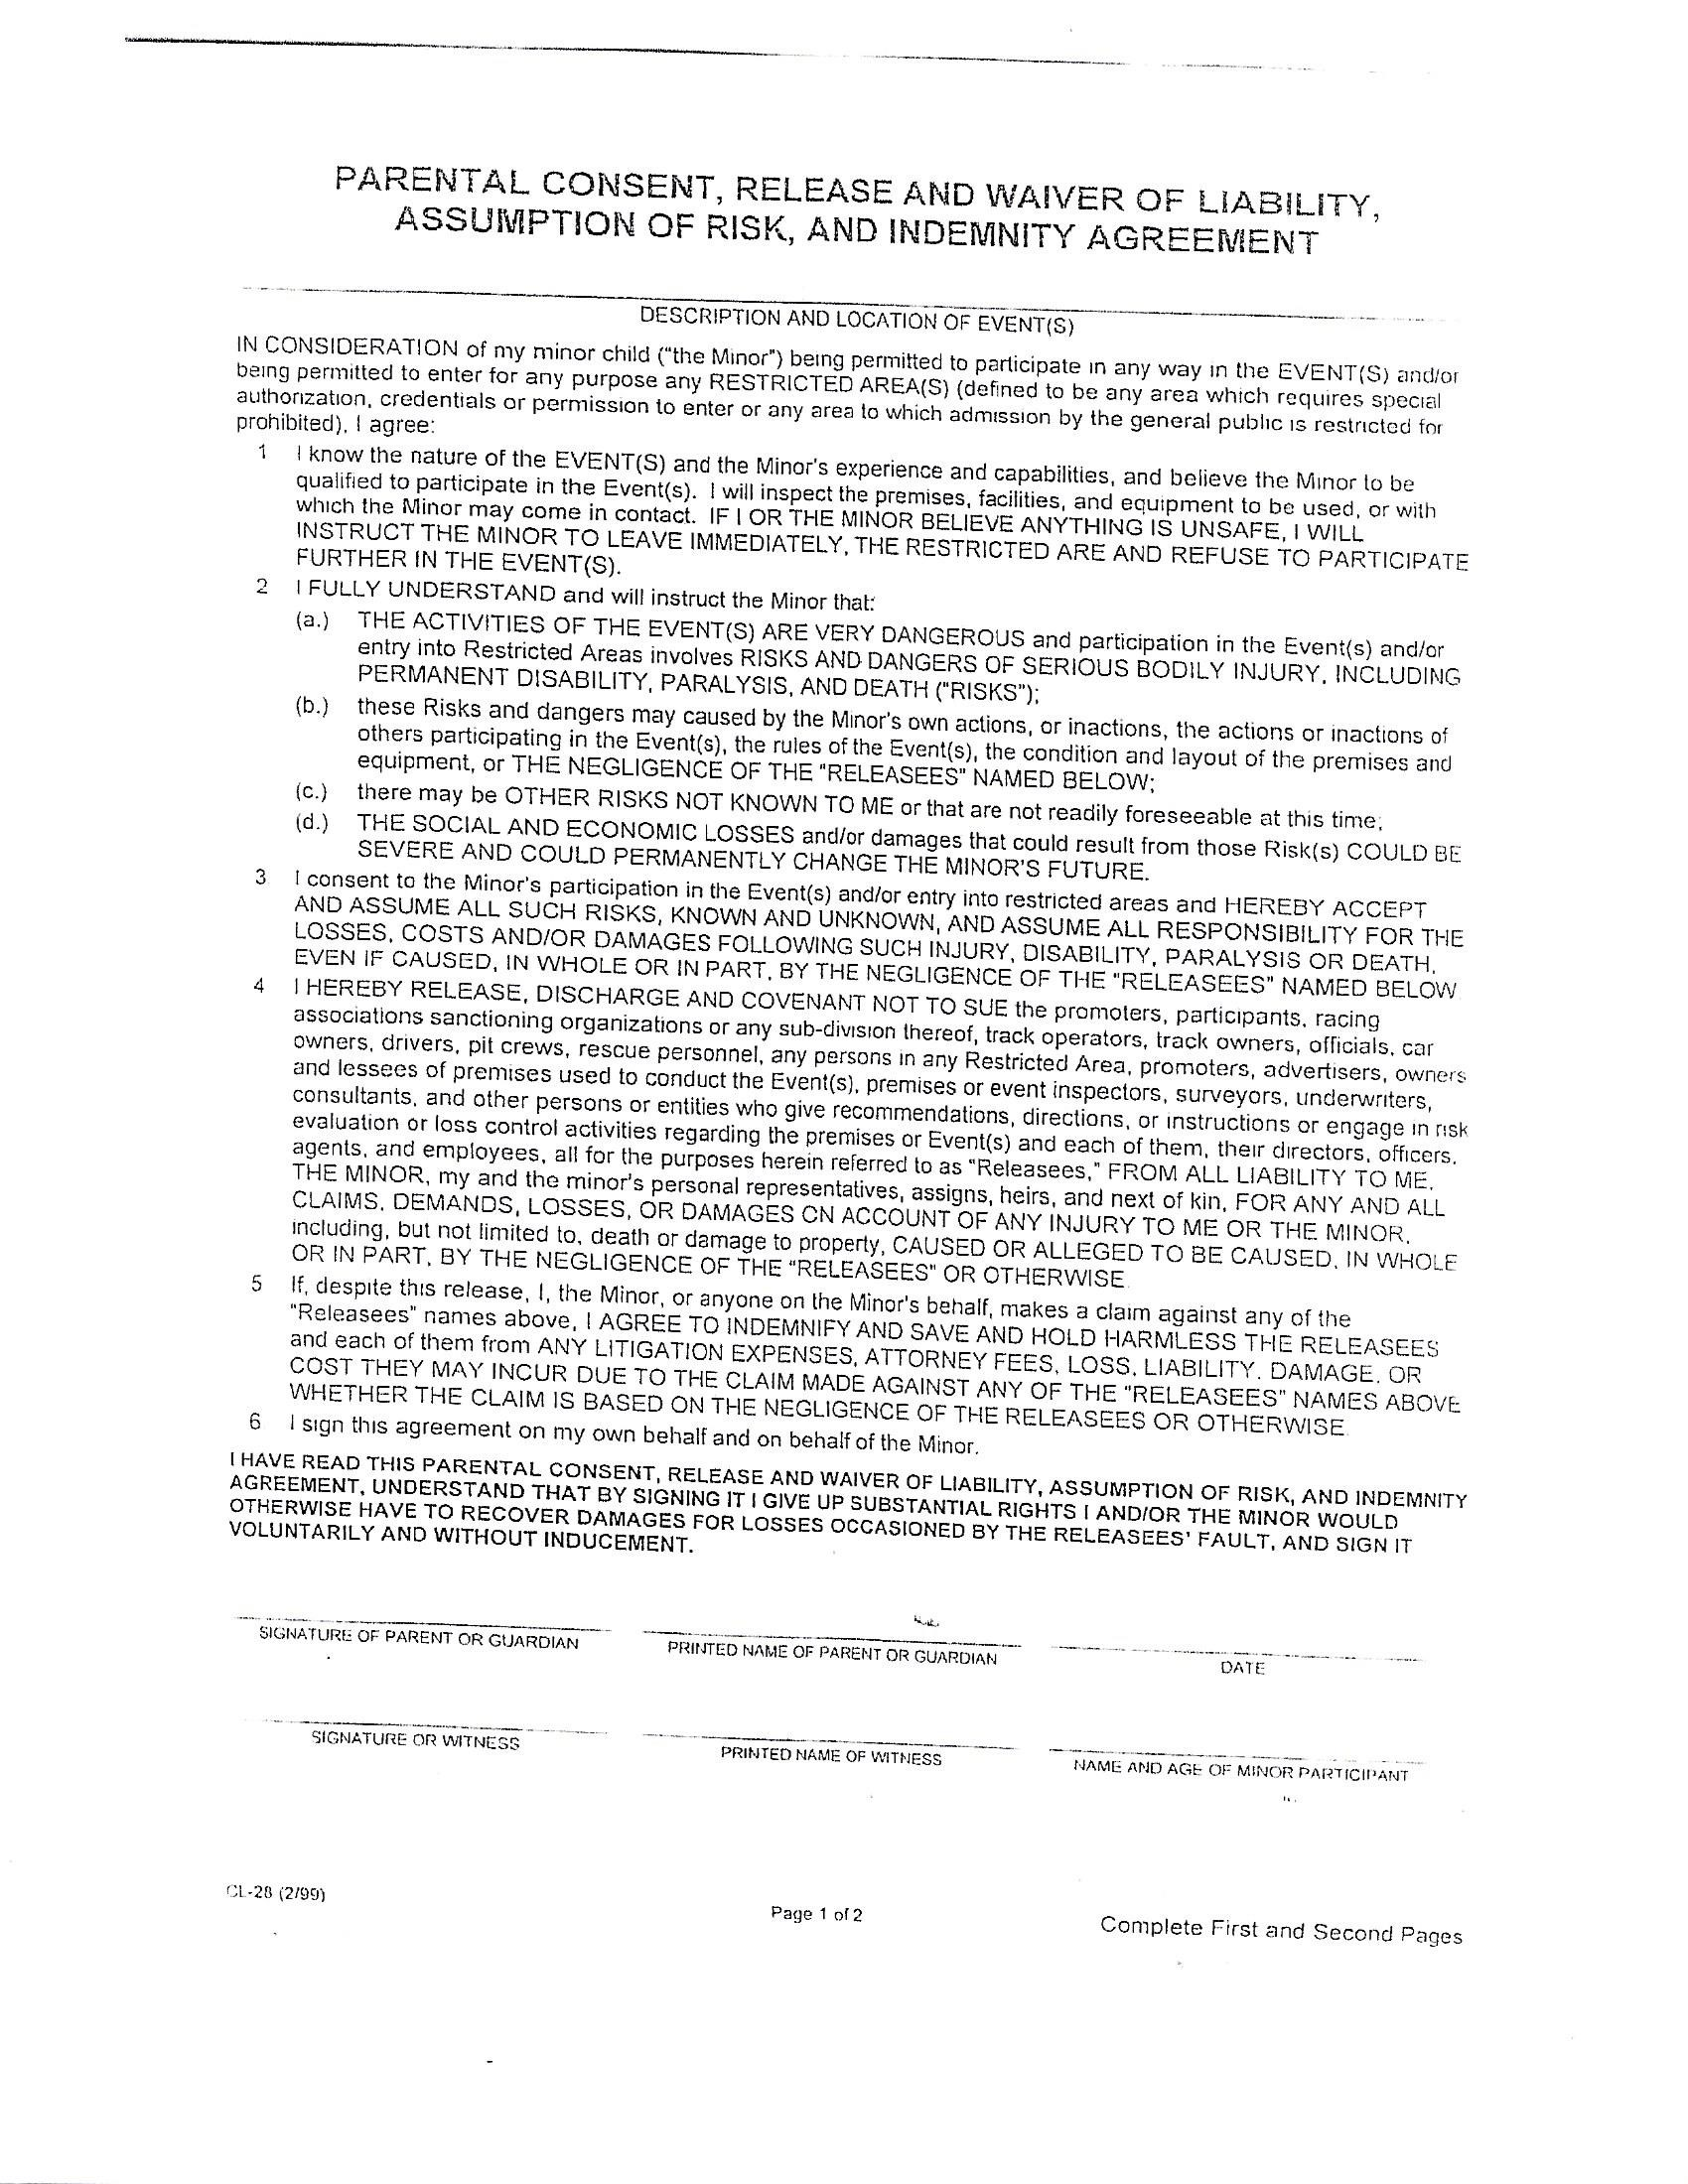 PARENTAL CONSENT, RELEASE AND WAIVER OF LIABILITY,
ASSUMPTION OF RISK, AND INDEMNITY AGREEMENT
DESCRIPTION AND LOCATION OF EVENT(S)
IN CONSIDERATION of my minor child ("the Minor") being permitted to participate in any way in the EVENT(S) and/or
being permitted to enter for any purpose any RESTRICTED AREA(S) (defined to be any area which requires special
authorization, credentials or permission to enter or any area to which admission by the general public is restricted for
prohibited), I agree:
1 I know the nature of the EVENT(S) and the Minor's experience and capabilities, and believe the Minor to be
qualified to participate in the Event(s). I will inspect the premises, facilities, and equipment to be used, or with
which the Minor may come in contact. IF I OR THE MINOR BELIEVE ANYTHING IS UNSAFE, I WILL
INSTRUCT THE MINOR TO LEAVE IMMEDIATELY, THE RESTRICTED ARE AND REFUSE TO PARTICIPATE
FURTHER IN THE EVENT(S).
2 I FULLY UNDERSTAND and will instruct the Minor that:
(a.) THE ACTIVITIES OF THE EVENT(S) ARE VERY DANGEROUS and participation in the Event(s) and/or
entry into Restricted Areas involves RISKS AND DANGERS OF SERIOUS BODILY INJURY, INCLUDING
PERMANENT DISABILITY, PARALYSIS, AND DEATH ("RISKS");
(b.) these Risks and dangers may caused by the Minor's own actions, or inactions, the actions or inactions of
others participating in the Event(s), the rules of the Event(s), the condition and layout of the premises and
equipment, or THE NEGLIGENCE OF THE "RELEASEES" NAMED BELOW;
(c.) there may be OTHER RISKS NOT KNOWN TO ME or that are not readily foreseeable at this time;
(d.) THE SOCIAL AND ECONOMIC LOSSES and/or damages that could result from those Risk(s) COULD BE
SEVERE AND COULD PERMANENTLY CHANGE THE MINOR'S FUTURE.
3 I consent to the Minor's participation in the Event(s) and/or entry into restricted areas and HEREBY ACCEPT
AND ASSUME ALL SUCH RISKS, KNOWN AND UNKNOWN, AND ASSUME ALL RESPONSIBILITY FOR THE
LOSSES, COSTS AND/OR DAMAGES FOLLOWING SUCH INJURY, DISABILITY, PARALYSIS OR DEATH,
EVEN IF CAUSED, IN WHOLE OR IN PART, BY THE NEGLIGENCE OF THE "RELEASEES" NAMED BELOW
4 I HEREBY RELEASE, DISCHARGE AND COVENANT NOT TO SUE the promoters, participants, racing
associations sanctioning organizations or any sub-division thereof, track operators, track owners, officials, car
owners, drivers, pit crews, rescue personnel, any persons in any Restricted Area, promoters, advertisers, owners
and lessees of premises used to conduct the Event(s), premises or event inspectors, surveyors, underwriters,
consultants, and other persons or entities who give recommendations, directions, or instructions or engage in risk
evaluation or loss control activities regarding the premises or Event(s) and each of them, their directors, officers,
agents, and employees, all for the purposes herein referred to as "Releasees," FROM ALL LIABILITY TO ME,
THE MINOR, my and the minor's personal representatives, assigns, heirs, and next of kin, FOR ANY AND ALL
CLAIMS, DEMANDS, LOSSES, OR DAMAGES ON ACCOUNT OF ANY INJURY TO ME OR THE MINOR,
including, but not limited to, death or damage to property, CAUSED OR ALLEGED TO BE CAUSED, IN WHOLE
OR IN PART, BY THE NEGLIGENCE OF THE "RELEASEES" OR OTHERWISE
5 If, despite this release, I, the Minor, or anyone on the Minor's behalf, makes a claim against any of the
"Releasees" names above, I AGREE TO INDEMNIFY AND SAVE AND HOLD HARMLESS THE RELEASEES
and each of them from ANY LITIGATION EXPENSES, ATTORNEY FEES, LOSS, LIABILITY, DAMAGE, OR
COST THEY MAY INCUR DUE TO THE CLAIM MADE AGAINST ANY OF THE "RELEASEES" NAMES ABOVE
WHETHER THE CLAIM IS BASED ON THE NEGLIGENCE OF THE RELEASEES OR OTHERWISE.
6 I sign this agreement on my own behalf and on behalf of the Minor.
I HAVE READ THIS PARENTAL CONSENT, RELEASE AND WAIVER OF LIABILITY, ASSUMPTION OF RISK, AND INDEMNITY
AGREEMENT, UNDERSTAND THAT BY SIGNING IT I GIVE UP SUBSTANTIAL RIGHTS I AND/OR THE MINOR WOULD
OTHERWISE HAVE TO RECOVER DAMAGES FOR LOSSES OCCASIONED BY THE RELEASEES' FAULT, AND SIGN IT
VOLUNTARILY AND WITHOUT INDUCEMENT.
SIGNATURE OF PARENT OR GUARDIAN PRINTED NAME OF PARENT OR GUARDIAN DATE
SIGNATURE OR WITNESS PRINTED NAME OF WITNESS NAME AND AGE OF MINOR PARTICIPANT
CL-28 (2/99) Page 1 of 2 Complete First and Second Pages